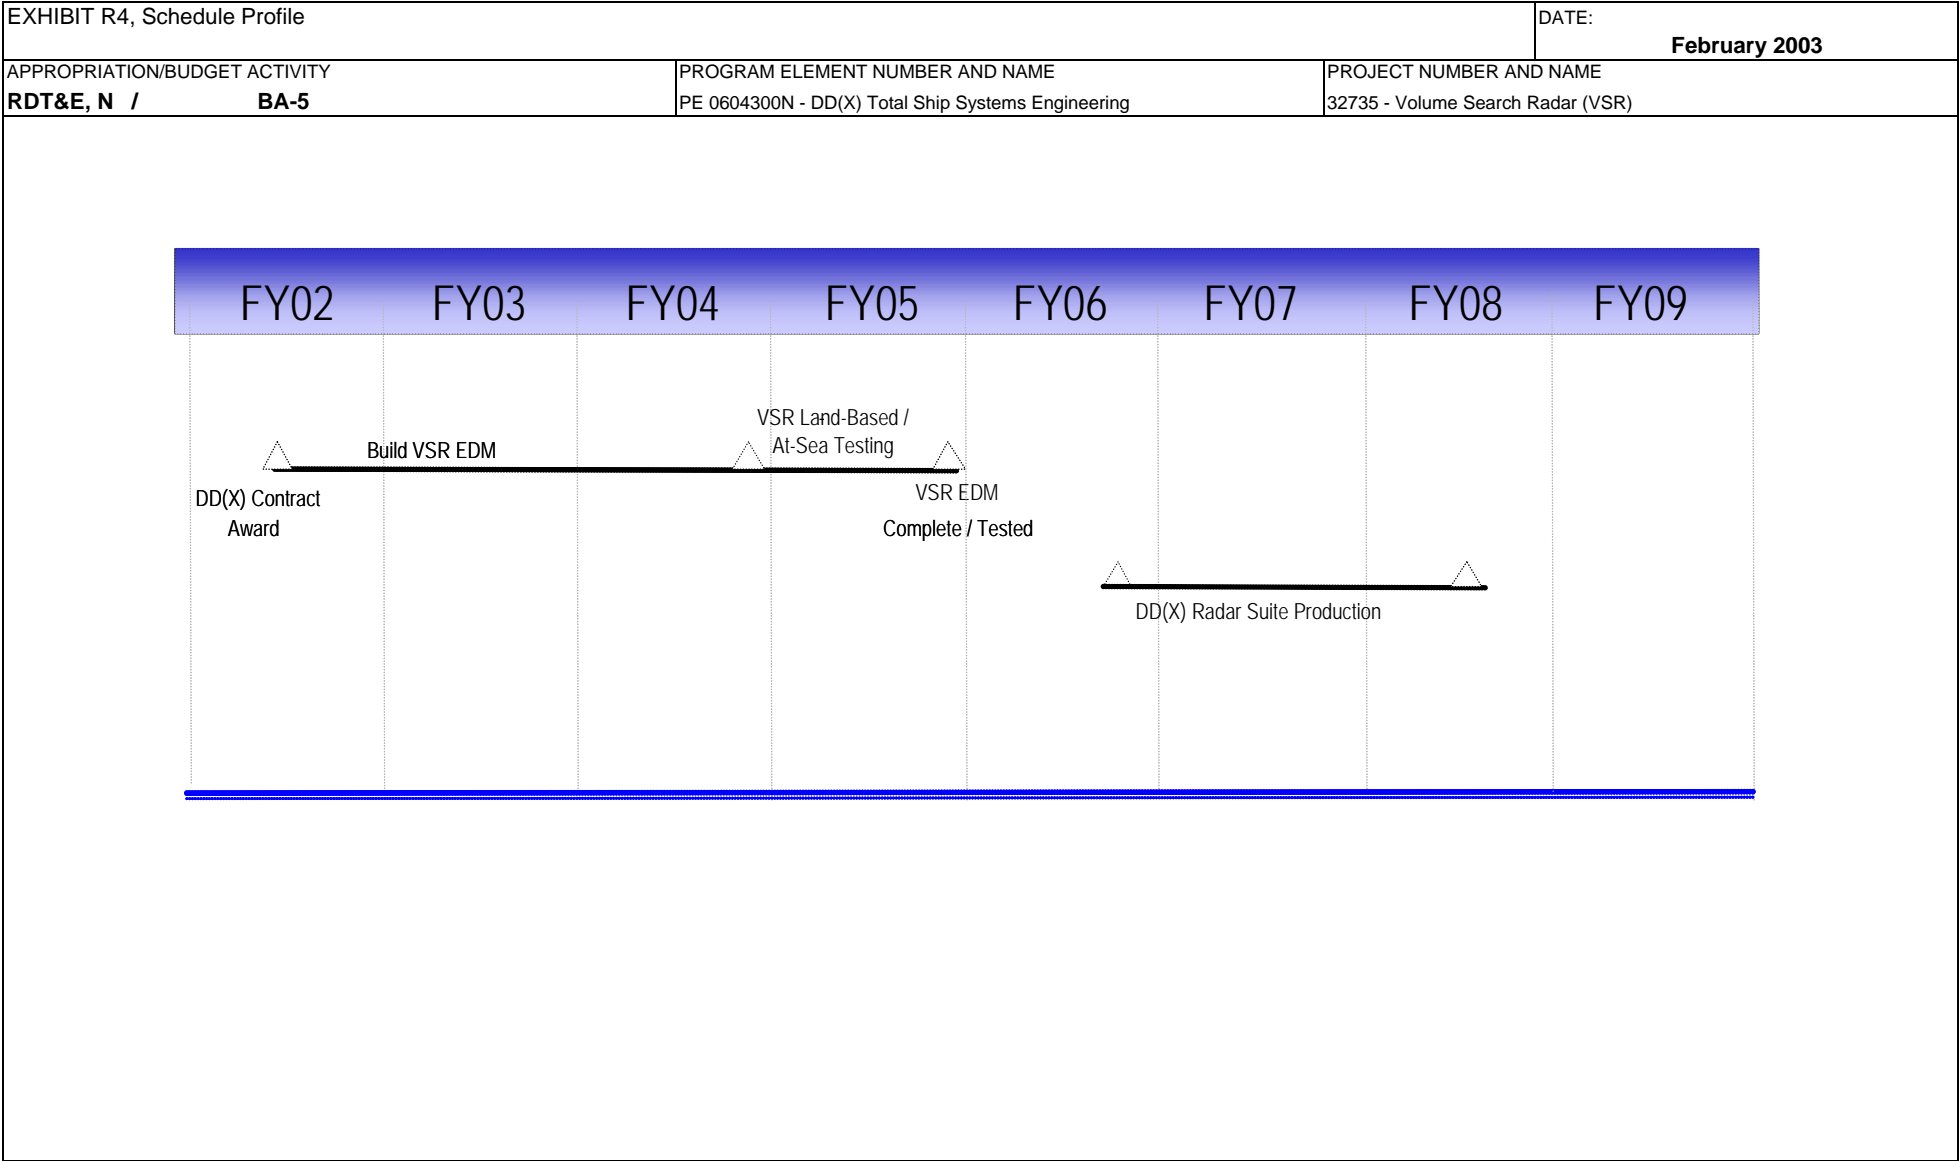 EXHIBIT R4, Schedule Profile
DATE:
February 2003
APPROPRIATION/BUDGET ACTIVITY
PROGRAM ELEMENT NUMBER AND NAME
PROJECT NUMBER AND NAME
RDT&E, N / BA-5
PE 0604300N - DD(X) Total Ship Systems Engineering
32735 - Volume Search Radar (VSR)
FY02 FY03 FY04 FY05 FY06 FY07 FY08 FY09
VSR Land-Based /
At-Sea Testing
Build VSR EDM
DD(X) Contract
Award
VSR EDM
Complete / Tested
DD(X) Radar Suite Production